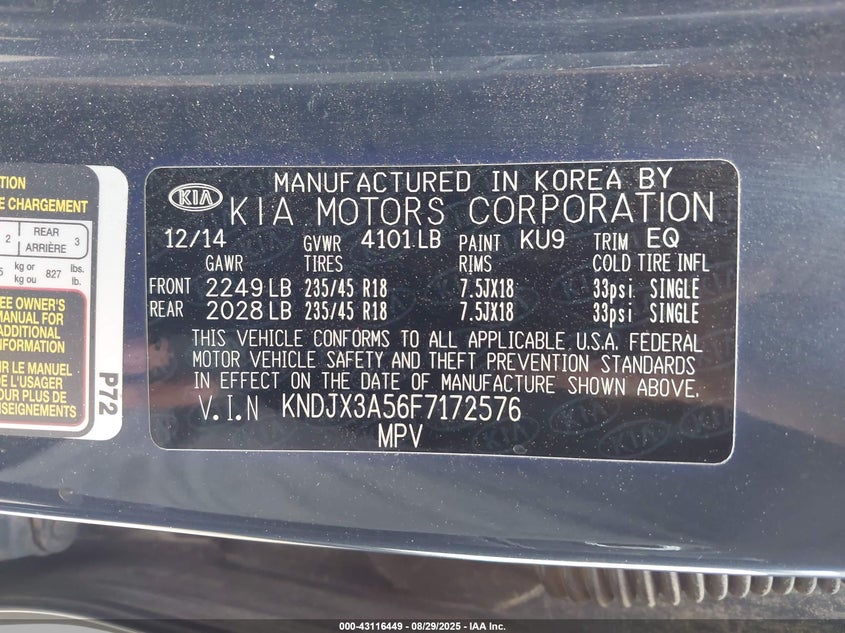 TION
E CHARGEMENT
2 REAR ARRIÈRE 3
5 kg or kg ou 827 lbs. lb.
EE OWNER'S
MANUAL FOR
ADDITIONAL
INFORMATION
IR LE MANUEL
DE L'USAGER
POUR PLUS DE
P72
KIA MANUFACTURED IN KOREA BY
KIA MOTORS CORPORATION
12/14 GVWR 4101 LB PAINT KU9 TRIM EQ
GAWR TIRES RIMS COLD TIRE INFL
FRONT 2249 LB 235/45 R18 7.5JX18 33psi SINGLE
REAR 2028 LB 235/45 R18 7.5JX18 33psi SINGLE
THIS VEHICLE CONFORMS TO ALL APPLICABLE U.S.A. FEDERAL
MOTOR VEHICLE SAFETY AND THEFT PREVENTION STANDARDS
IN EFFECT ON THE DATE OF MANUFACTURE SHOWN ABOVE.
V.I.N KNDJX3A56F7172576
MPV
000-43116449 - 08/29/2025 - IAA Inc.